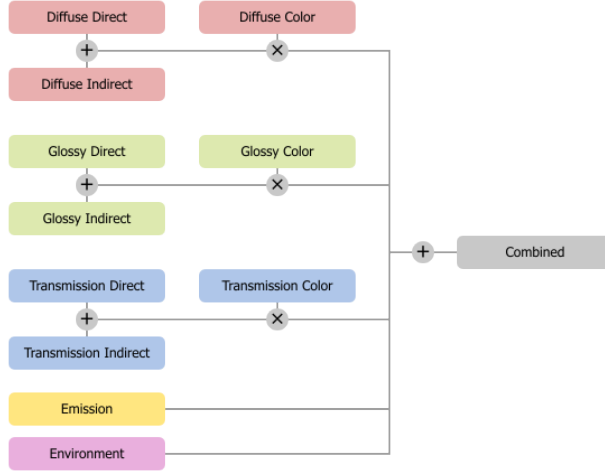 Diffuse Direct
Diffuse Color
+
×
Diffuse Indirect
Glossy Direct
Glossy Color
+
×
Glossy Indirect
+
Combined
Transmission Direct
Transmission Color
+
×
Transmission Indirect
Emission
Environment